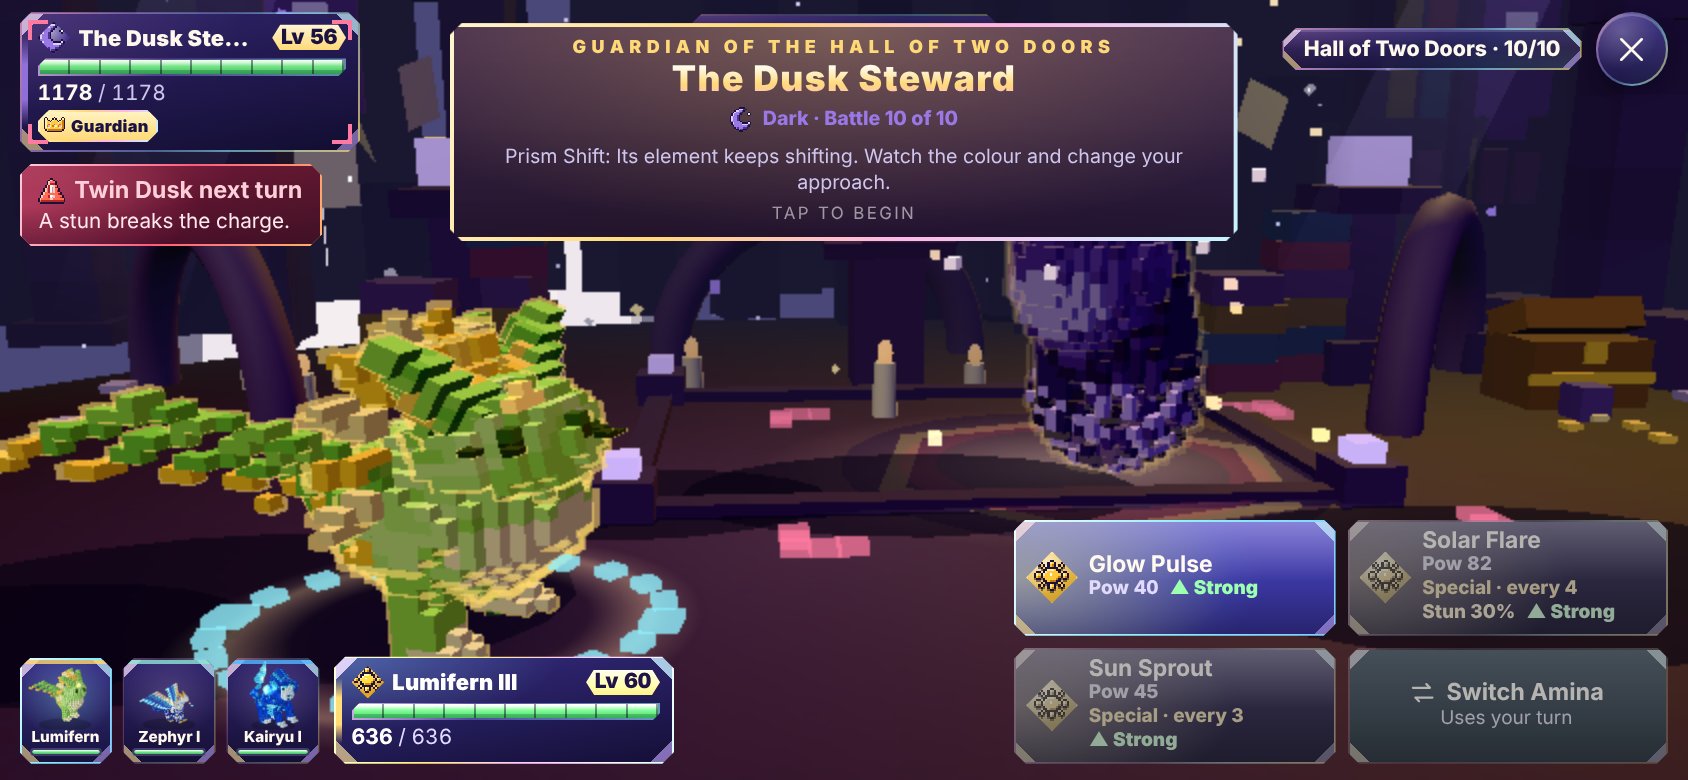 The Dusk Ste...
Lv 56
1178 / 1178
Guardian
Twin Dusk next turn
A stun breaks the charge.
GUARDIAN OF THE HALL OF TWO DOORS
The Dusk Steward
Dark · Battle 10 of 10
Prism Shift: Its element keeps shifting. Watch the colour and change your
approach.
TAP TO BEGIN
Hall of Two Doors · 10/10
Glow Pulse
Pow 40 ▲ Strong
Solar Flare
Pow 82
Special · every 4
Stun 30% ▲ Strong
Sun Sprout
Pow 45
Special · every 3
▲ Strong
Switch Amina
Uses your turn
Lumifern
Zephyr I
Kairyu I
Lumifern III
Lv 60
636 / 636